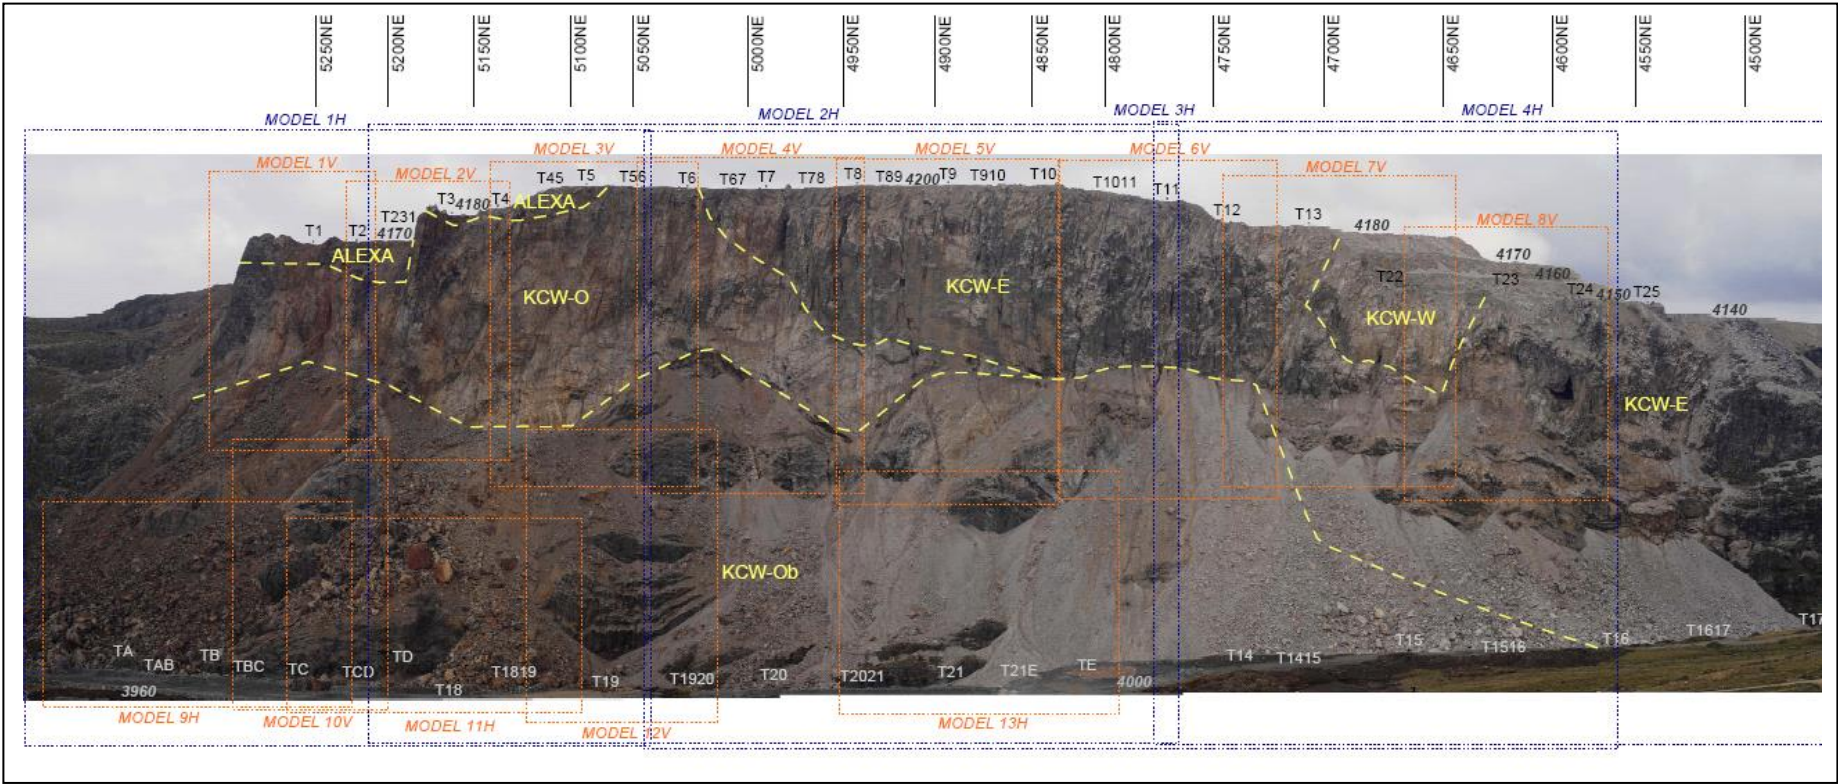 5250NE
5200NE
5150NE
5100NE
5050NE
5000NE
4950NE
4900NE
4850NE
4800NE
4750NE
4700NE
4650NE
4600NE
4550NE
4500NE
MODEL 1H
MODEL 2H
MODEL 3H
MODEL 4H
MODEL 1V
MODEL 2V
MODEL 3V
MODEL 4V
MODEL 5V
MODEL 6V
MODEL 7V
MODEL 8V
T1
T2
T231
4170
T3
4180
T4
T45
T5
T56
T6
T67
T7
T78
T8
T89
4200
T9
T910
T10
T1011
T11
T12
T13
4180
4170
T22
T23
4160
T24
4150
T25
4140
ALEXA
ALEXA
KCW-O
KCW-E
KCW-W
KCW-E
KCW-Ob
TA
TAB
TB
TBC
TC
TCD
TD
T18
T1819
T19
T1920
T20
T2021
T21
T21E
TE
4000
T14
T1415
T15
T1516
T16
T1617
T17
3960
MODEL 9H
MODEL 10V
MODEL 11H
MODEL 12V
MODEL 13H